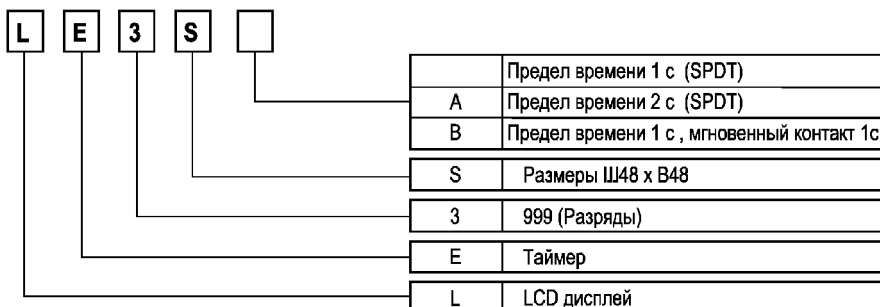 L E 3 S
Предел времени 1 с (SPDT)
A Предел времени 2 с (SPDT)
B Предел времени 1 с , мгновенный контакт 1с
S Размеры Ш48 x В48
3 999 (Разряды)
E Таймер
L LCD дисплей